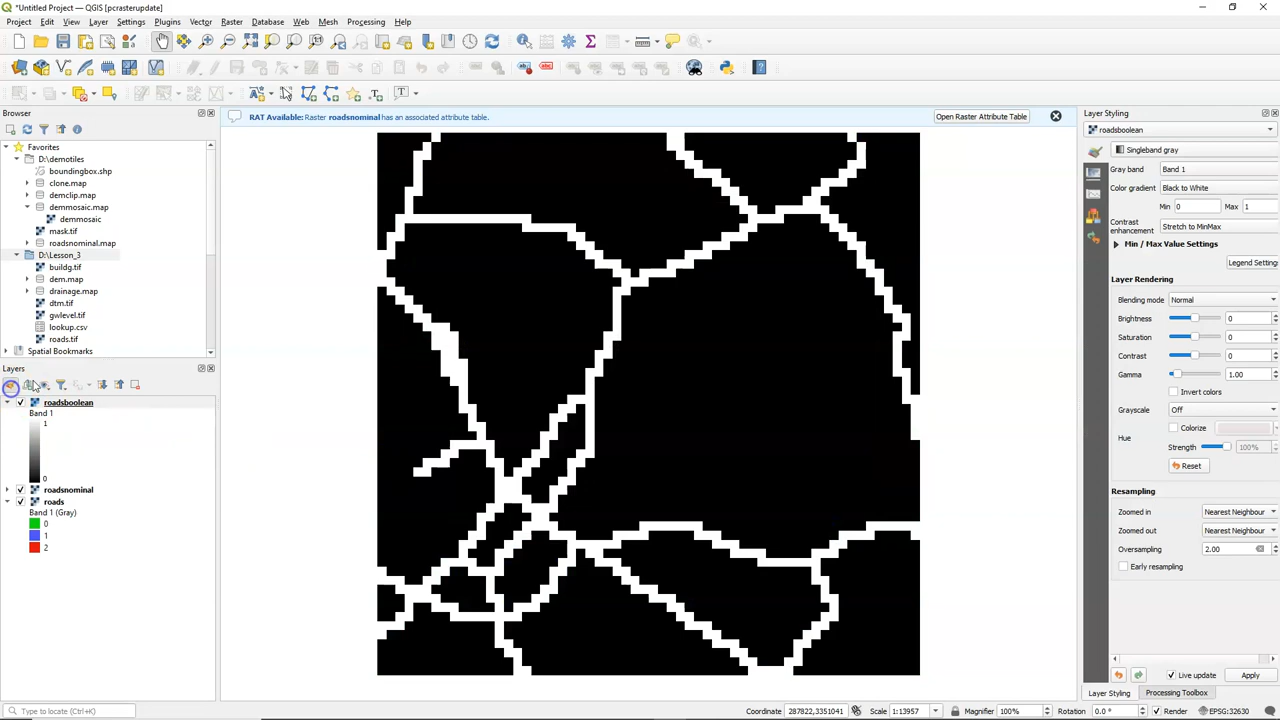 *Untitled Project — QGIS [pcrasterupdate]
Project Edit View Layer Settings Plugins Vector Raster Database Web Mesh Processing Help
Browser
Favorites
D:\demotiles
boundingbox.shp
clone.map
demclip.map
demmosaic.map
demmosaic
mask.tif
roadsnominal.map
D:\Lesson_3
buildg.tif
dem.map
drainage.map
dtm.tif
gwlevel.tif
lookup.csv
roads.tif
Spatial Bookmarks
Layers
roadsboolean
Band 1
1
0
roadsnominal
roads
Band 1 (Gray)
0
1
2
RAT Available: Raster roadsnominal has an associated attribute table.
Open Raster Attribute Table
Layer Styling
roadsboolean
Singleband gray
Gray band Band 1
Color gradient Black to White
Min 0 Max 1
Contrast enhancement Stretch to MinMax
Min / Max Value Settings
Legend Setting
Layer Rendering
Blending mode Normal
Brightness 0
Saturation 0
Contrast 0
Gamma 1.00
Invert colors
Grayscale Off
Hue Colorize
Strength 100%
Reset
Resampling
Zoomed in Nearest Neighbour
Zoomed out Nearest Neighbour
Oversampling 2.00
Early resampling
Live update Apply
Layer Styling Processing Toolbox
Type to locate (Ctrl+K)
Coordinate 287822,3351041 Scale 1:13957 Magnifier 100% Rotation 0.0 ° Render EPSG:32630